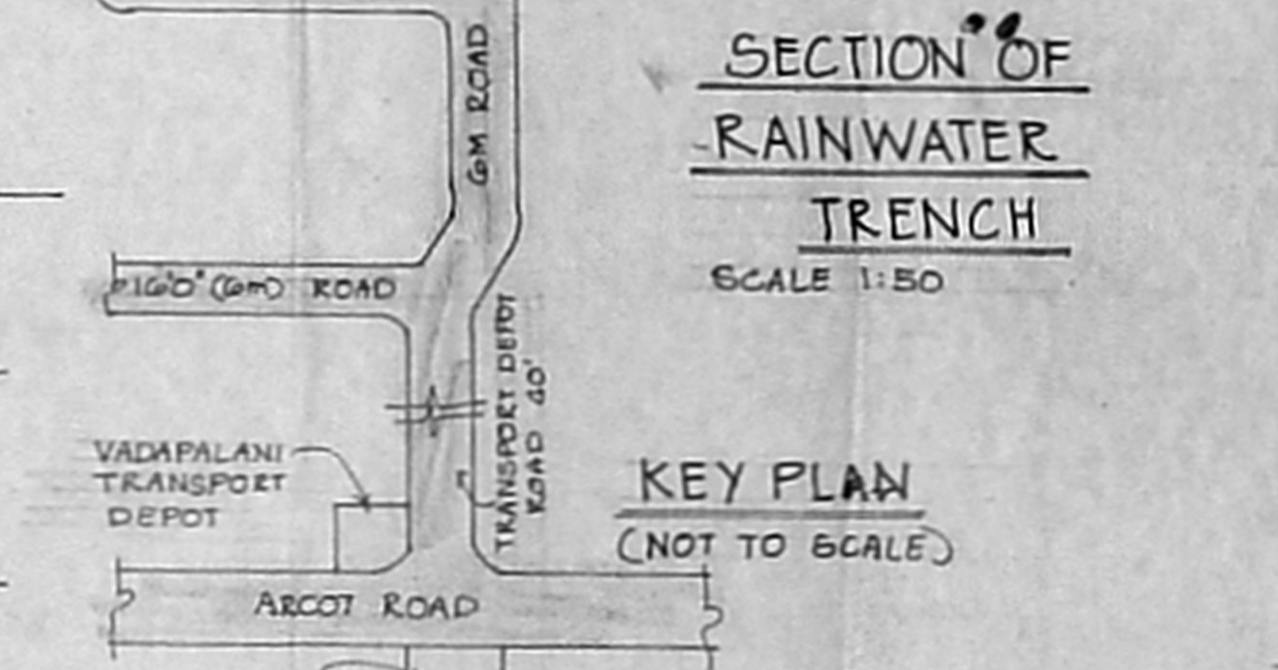 SECTION OF
RAINWATER
TRENCH
SCALE 1:50
6M ROAD
16'0" (6m) ROAD
TRANSPORT DEPOT
ROAD 40'
VADAPALANI
TRANSPORT
DEPOT
KEY PLAN
(NOT TO SCALE)
ARCOT ROAD